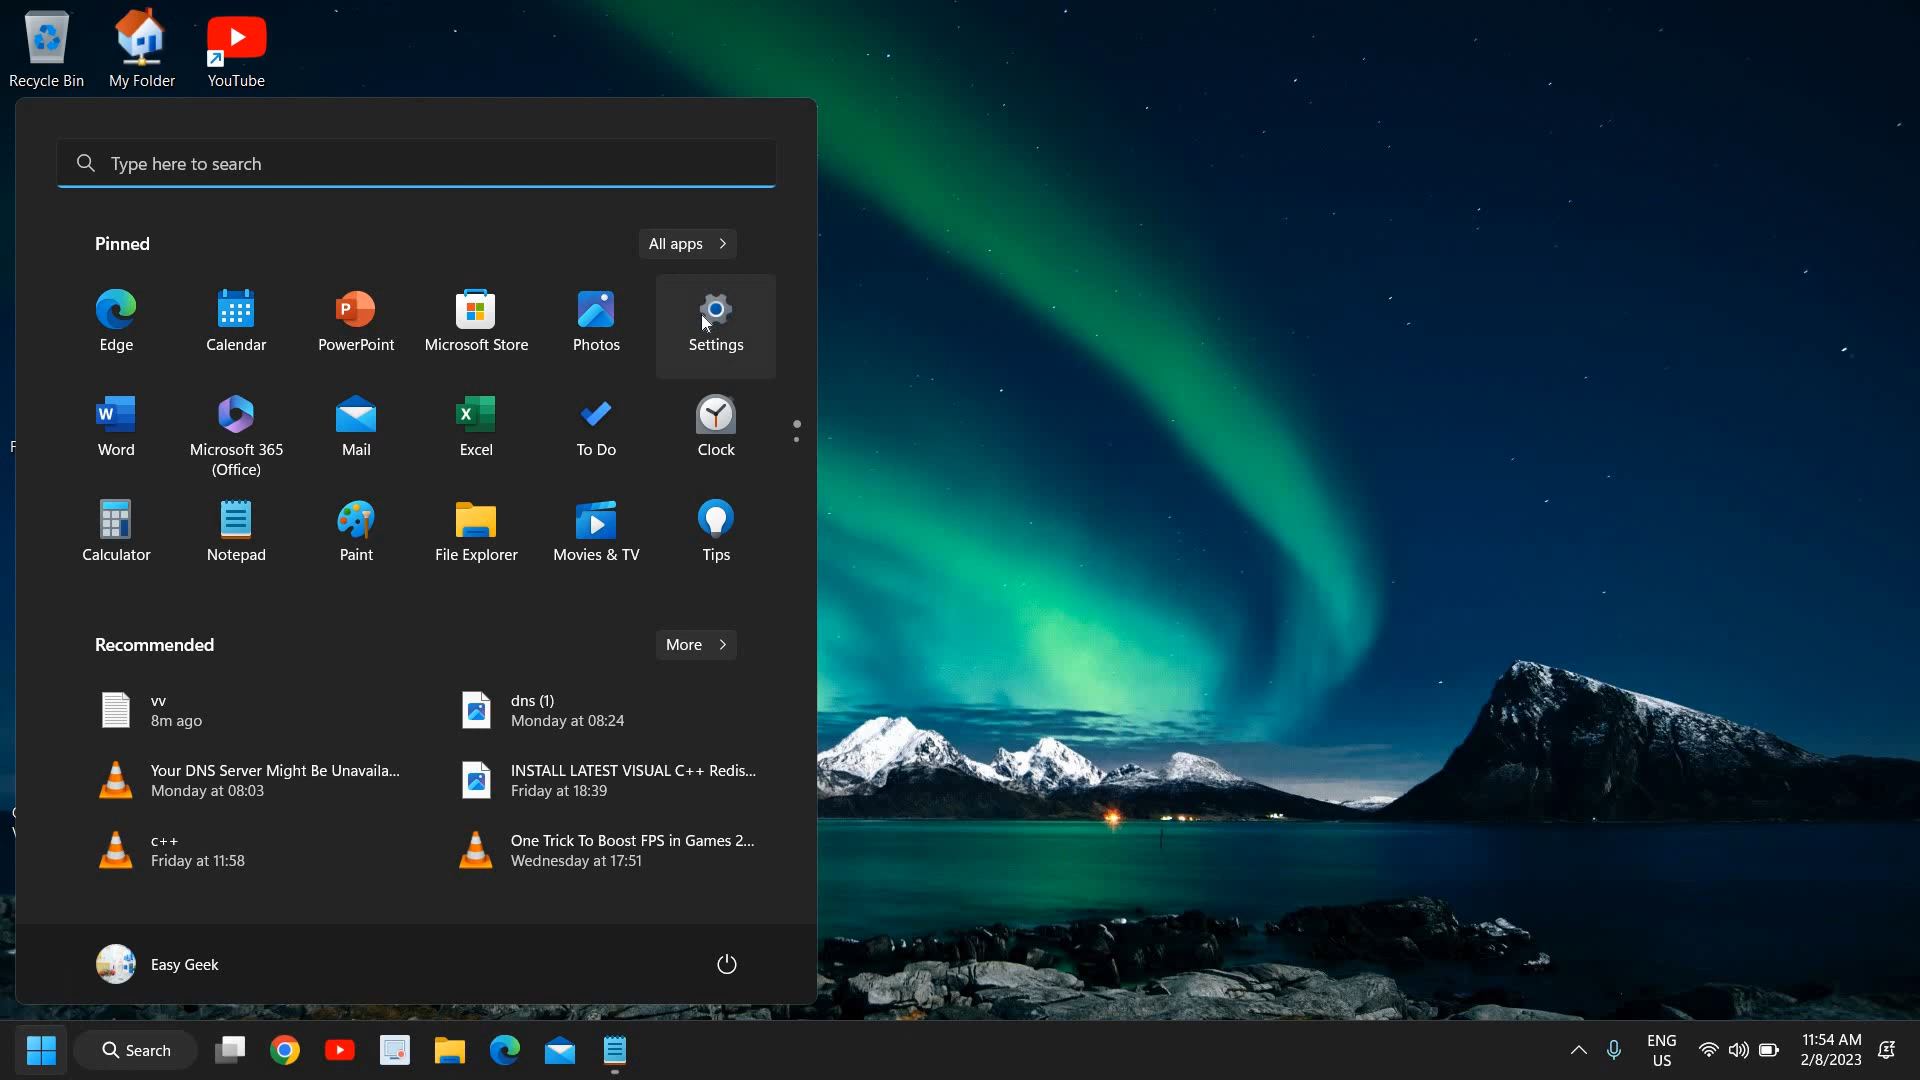 Recycle Bin
My Folder
YouTube
Type here to search
Pinned
All apps
Edge
Calendar
PowerPoint
Microsoft Store
Photos
Settings
Word
Microsoft 365
(Office)
Mail
Excel
To Do
Clock
Calculator
Notepad
Paint
File Explorer
Movies & TV
Tips
Recommended
More
vv
8m ago
dns (1)
Monday at 08:24
Your DNS Server Might Be Unavaila...
Monday at 08:03
INSTALL LATEST VISUAL C++ Redis...
Friday at 18:39
c++
Friday at 11:58
One Trick To Boost FPS in Games 2...
Wednesday at 17:51
Easy Geek
Search
ENG
US
11:54 AM
2/8/2023